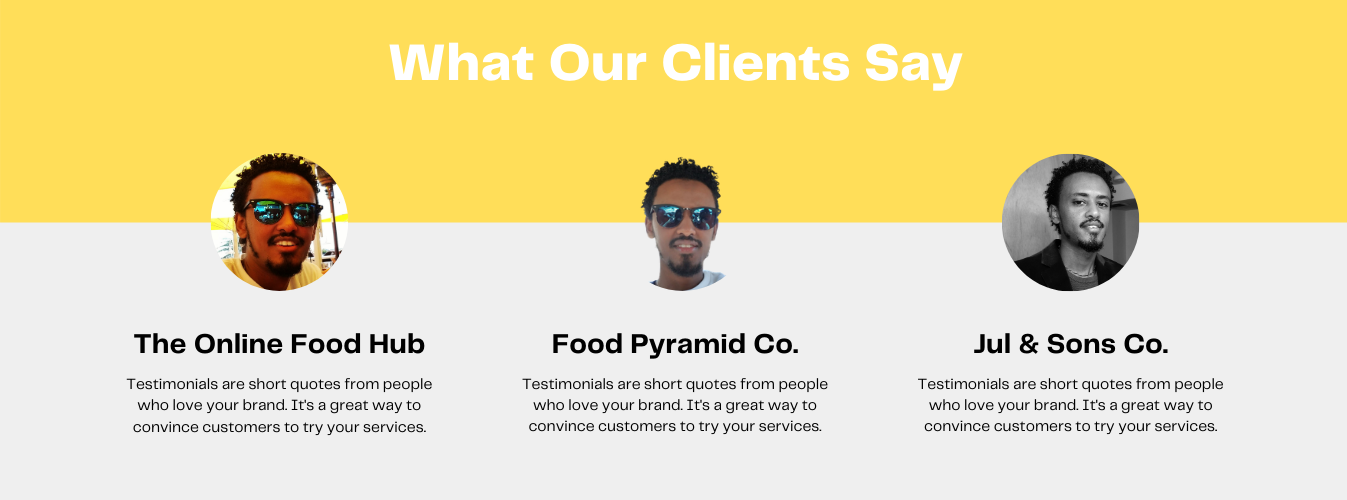 What Our Clients Say
The Online Food Hub
Testimonials are short quotes from people
who love your brand. It's a great way to
convince customers to try your services.
Food Pyramid Co.
Testimonials are short quotes from people
who love your brand. It's a great way to
convince customers to try your services.
Jul & Sons Co.
Testimonials are short quotes from people
who love your brand. It's a great way to
convince customers to try your services.